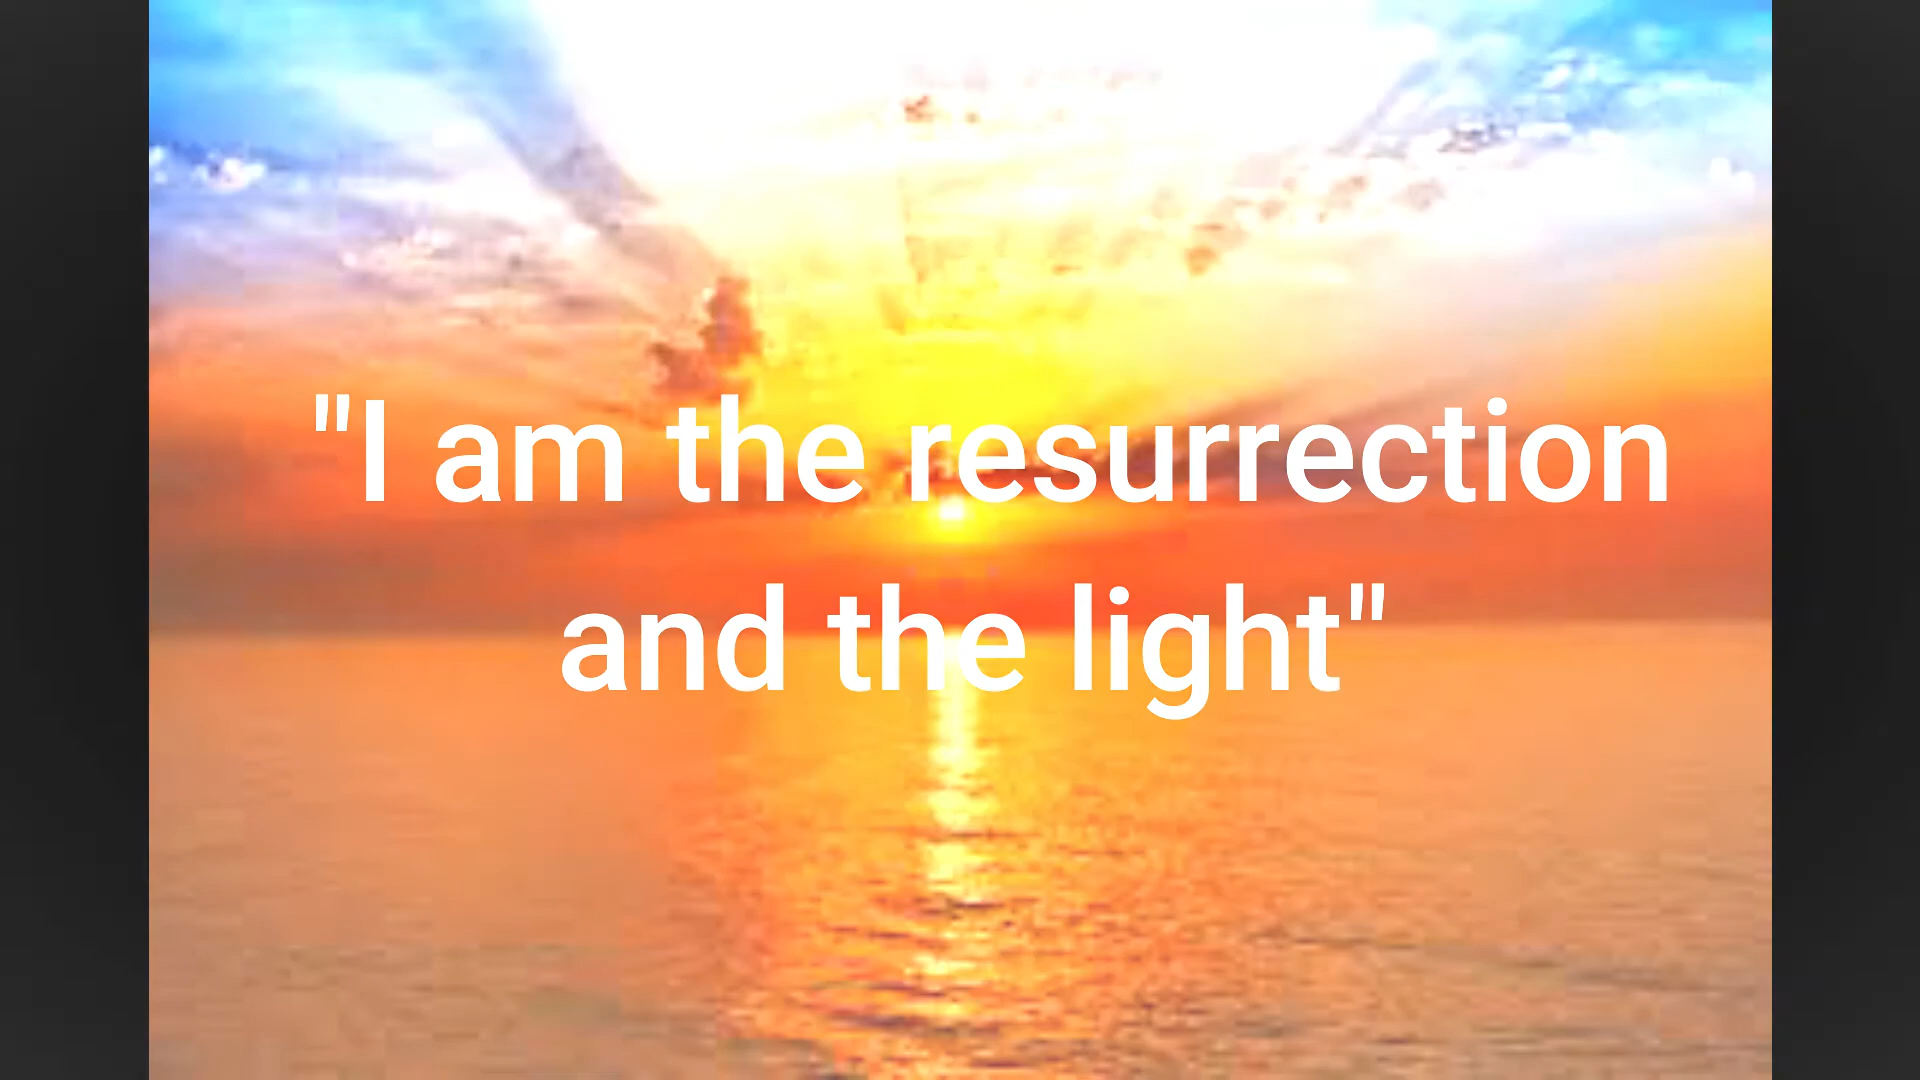 "I am the resurrection
and the light"